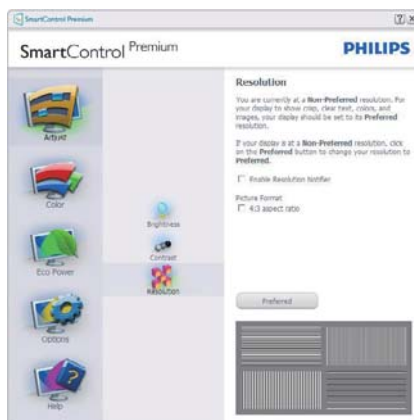 SmartControl Premium
SmartControl Premium
PHILIPS
Adjust
Color
Eco Power
Options
Help
Brightness
Contrast
Resolution
Resolution
You are currently at a Non-Preferred resolution. For
your display to show crisp, clear text, colors, and
images, your display should be set to its Preferred
resolution.
If your display is at a Non-Preferred resolution, click
on the Preferred button to change your resolution to
Preferred.
Enable Resolution Notifier
Picture Format
4:3 aspect ratio
Preferred